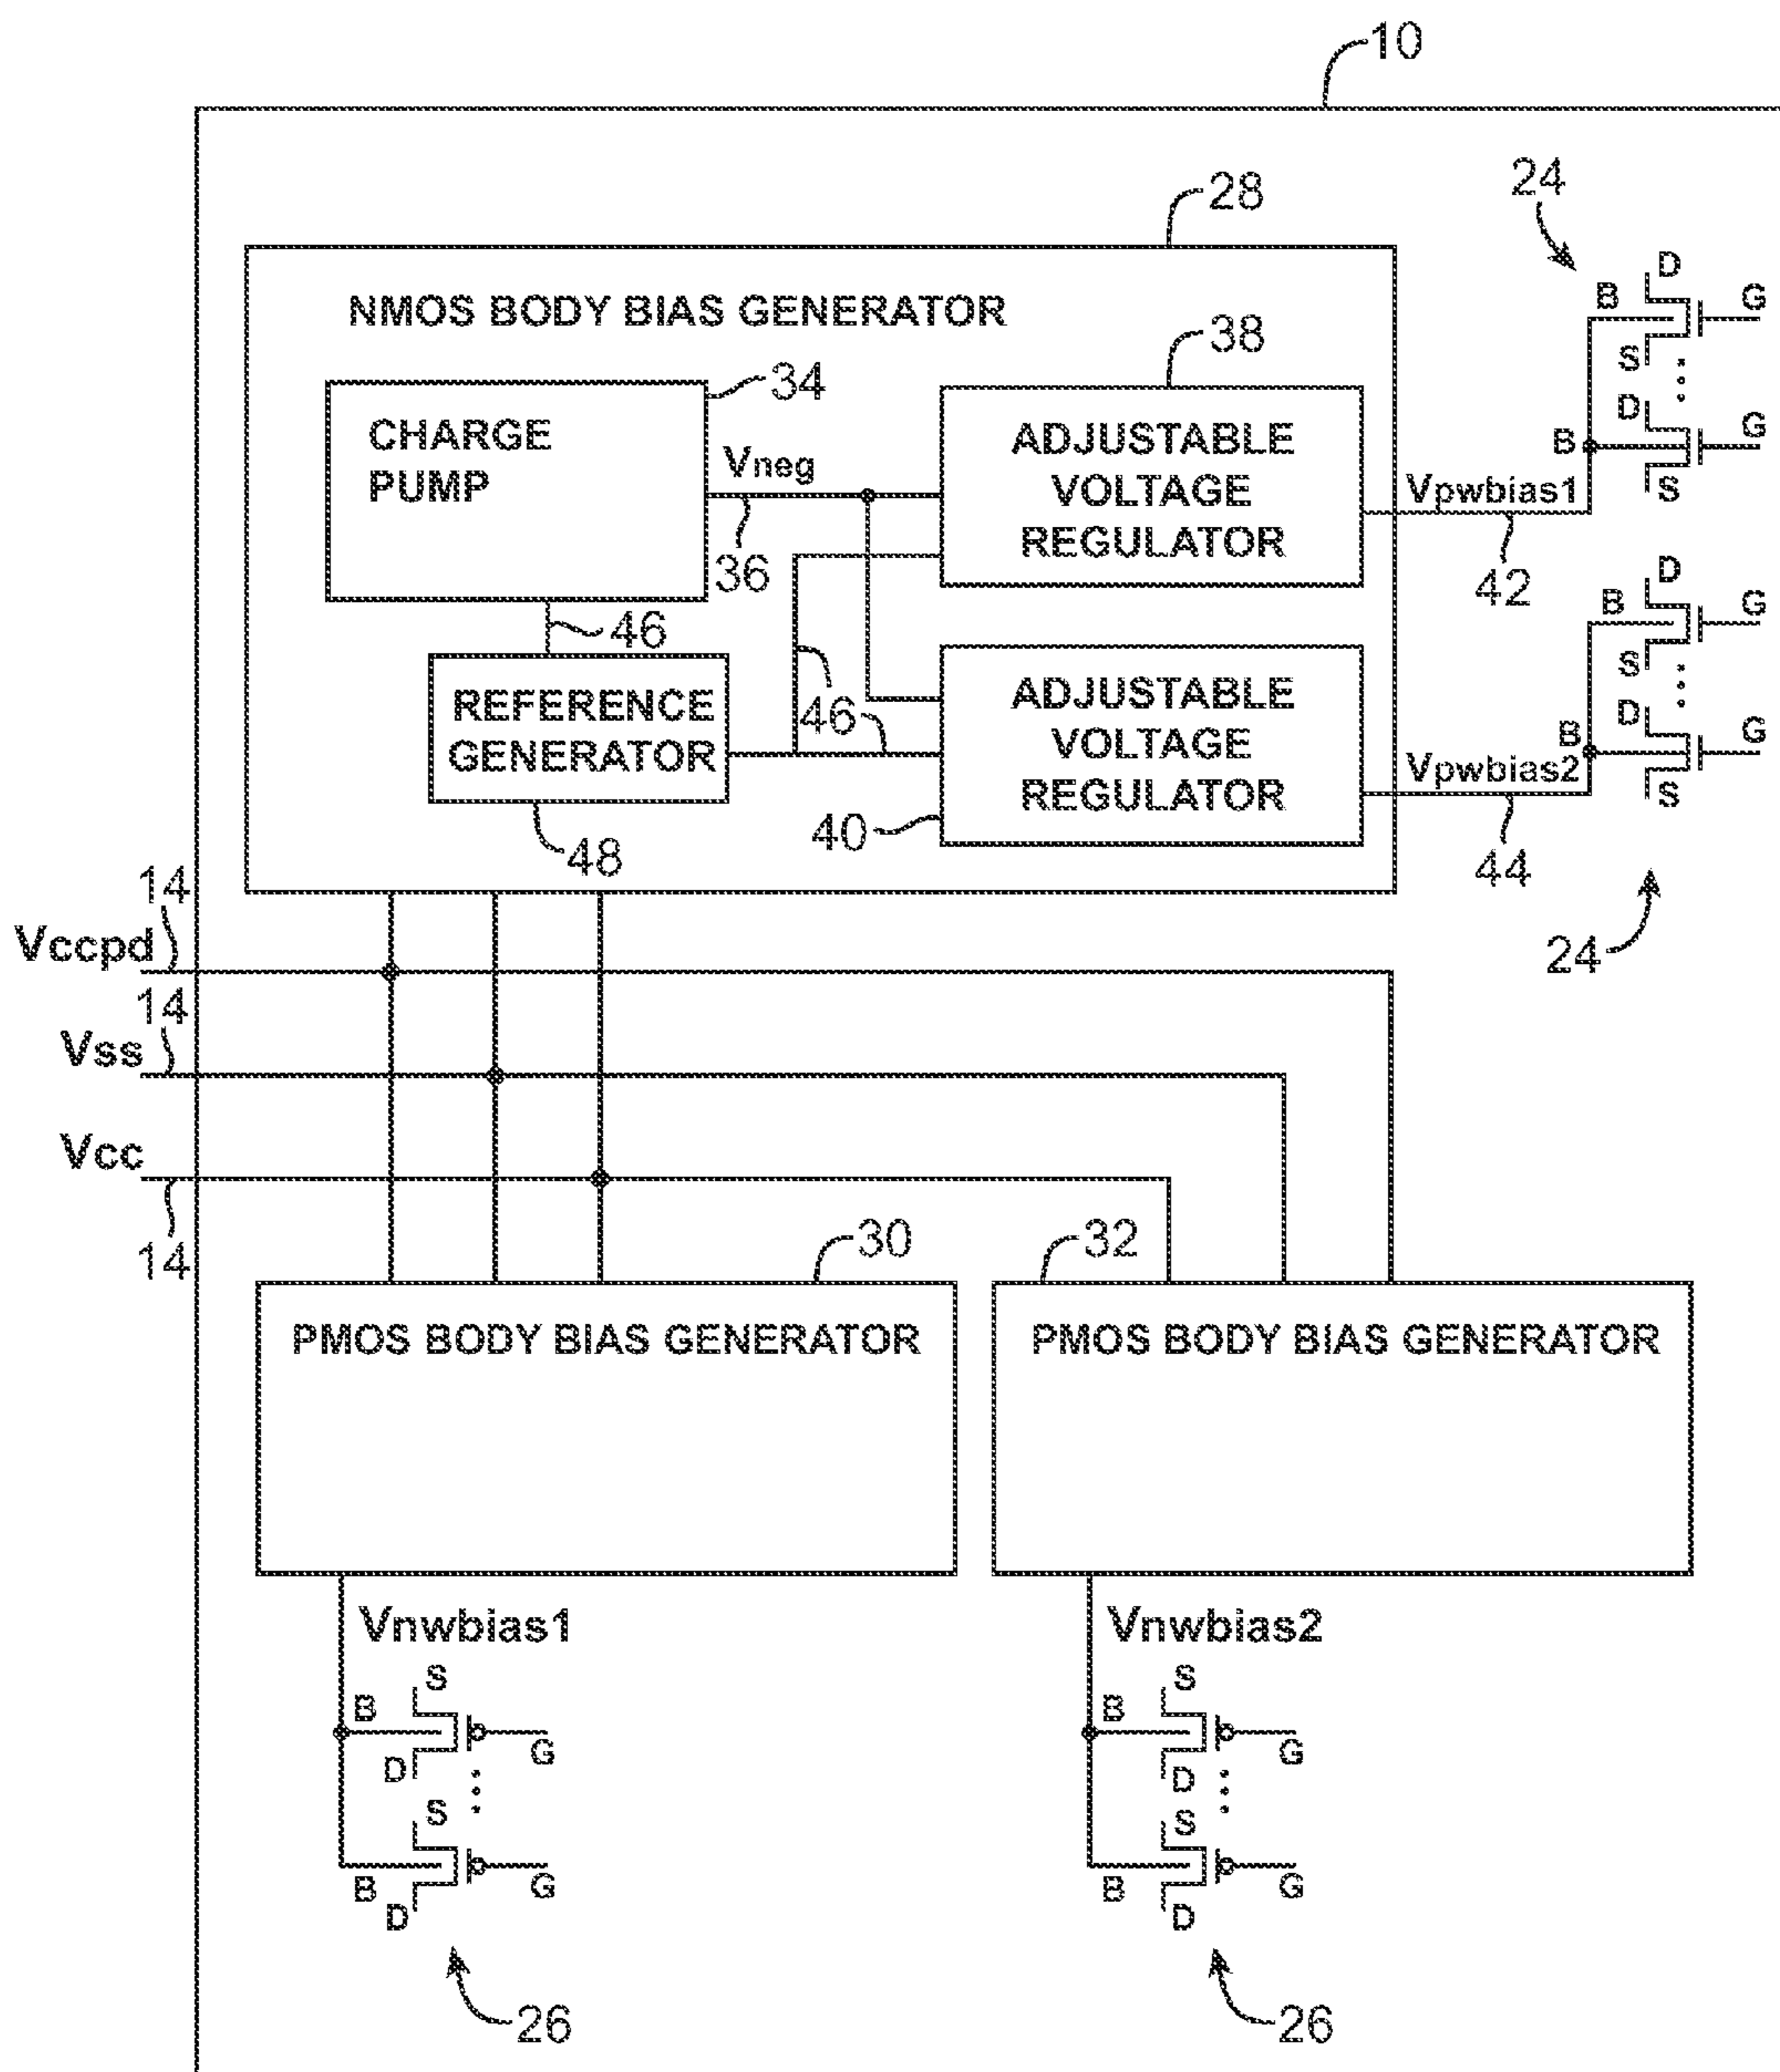 10
28
24
NMOS BODY BIAS GENERATOR
D
B
G
S
34
38
CHARGE
PUMP
Vneg
36
ADJUSTABLE
VOLTAGE
REGULATOR
D
B
G
S
Vpwbias1
42
46
REFERENCE
GENERATOR
48
46
ADJUSTABLE
VOLTAGE
REGULATOR
40
D
B
G
S
D
B
G
S
Vpwbias2
44
24
14
Vccpd
14
Vss
Vcc
14
30
32
PMOS BODY BIAS GENERATOR
PMOS BODY BIAS GENERATOR
Vnwbias1
S
B
G
D
S
B
G
D
26
Vnwbias2
S
B
G
D
S
B
G
D
26